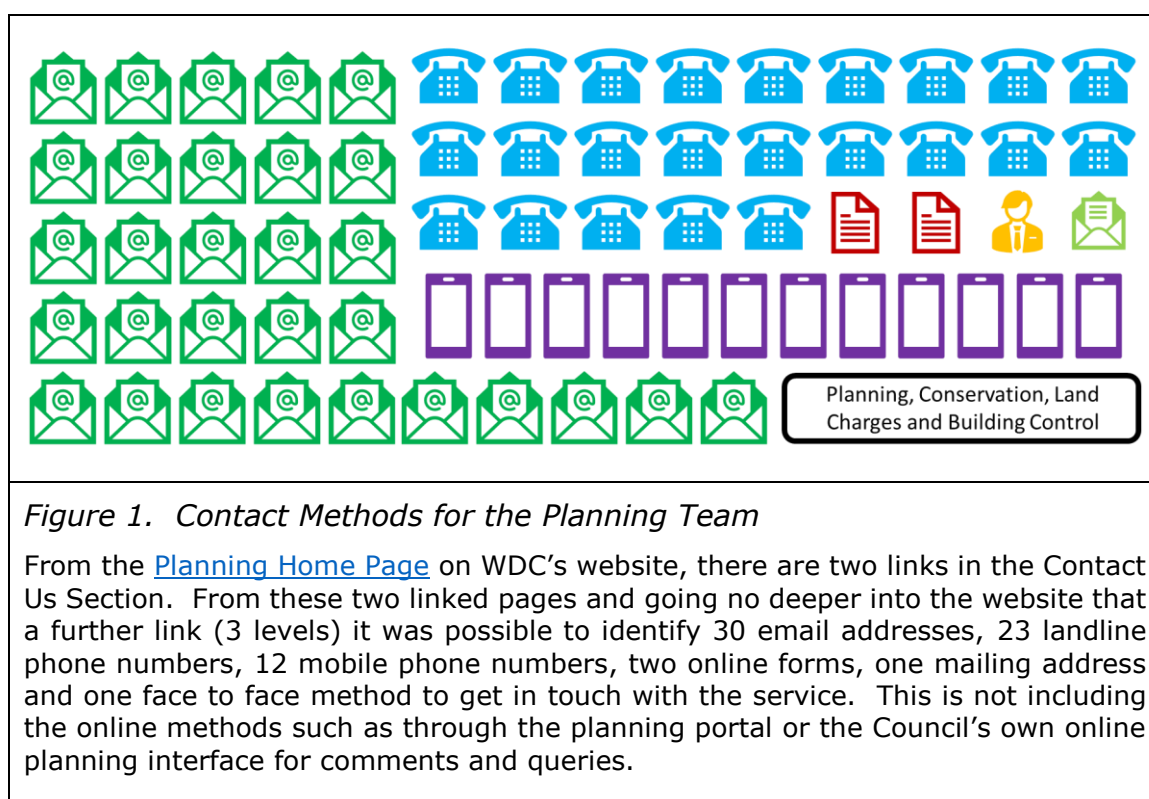 Planning, Conservation, Land
Charges and Building Control
Figure 1. Contact Methods for the Planning Team
From the Planning Home Page on WDC’s website, there are two links in the Contact
Us Section. From these two linked pages and going no deeper into the website that
a further link (3 levels) it was possible to identify 30 email addresses, 23 landline
phone numbers, 12 mobile phone numbers, two online forms, one mailing address
and one face to face method to get in touch with the service. This is not including
the online methods such as through the planning portal or the Council’s own online
planning interface for comments and queries.